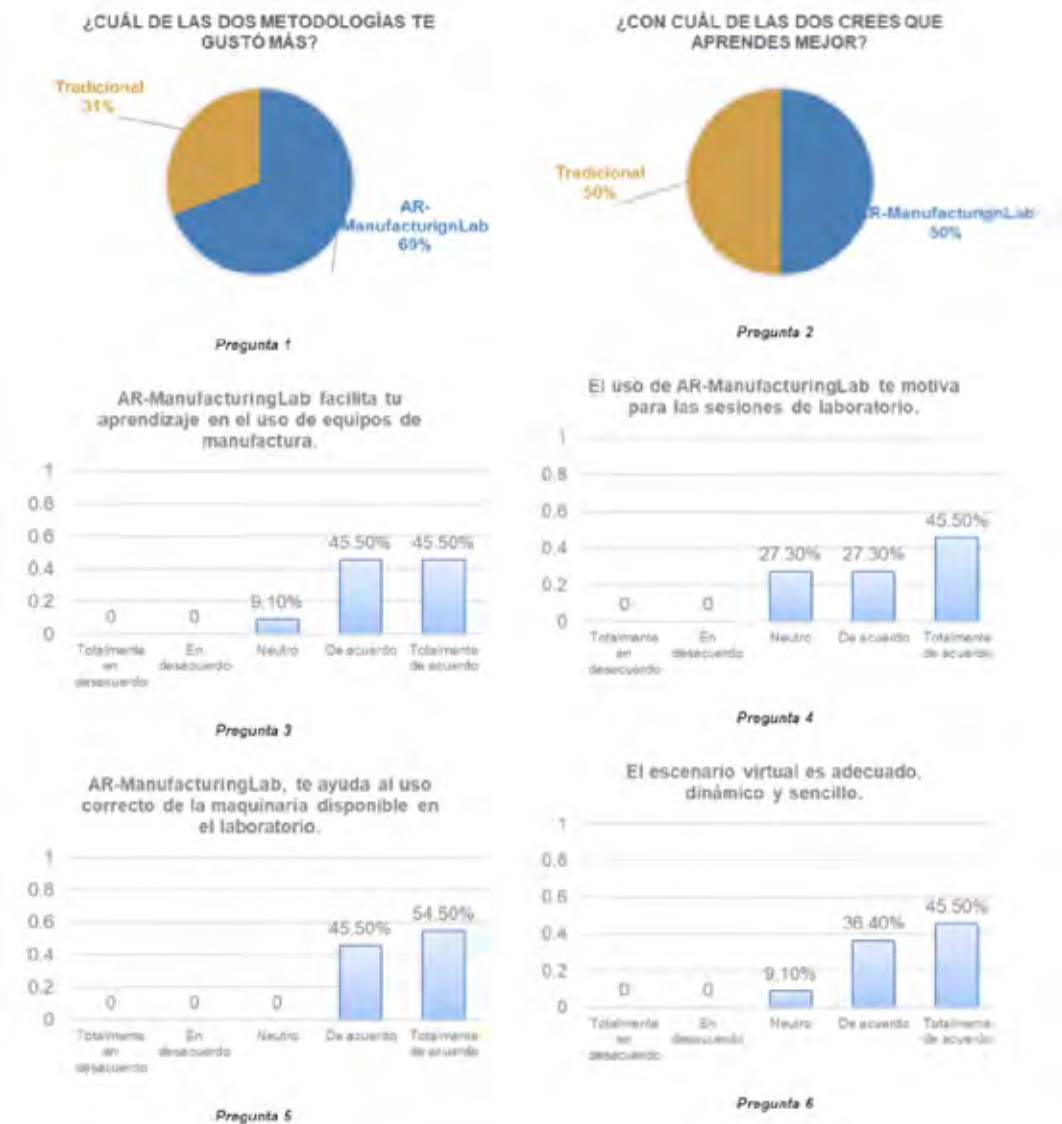 ¿CUÁL DE LAS DOS METODOLOGÍAS TE
GUSTÓ MÁS?
Tradicional
31%
AR-
ManufacturignLab
69%
Pregunta 1
¿CON CUÁL DE LAS DOS CREES QUE
APRENDES MEJOR?
Tradicional
50%
R-ManufacturignLab
50%
Pregunta 2
AR-ManufacturingLab facilita tu
aprendizaje en el uso de equipos de
manufactura.
1
0.8
0.6
0.4
0.2
0
0
0
9.10%
45.50%
45.50%
Totalmente
en
desacuerdo
En
desacuerdo
Neutro
De acuerdo
Totalmente
de acuerdo
Pregunta 3
El uso de AR-ManufacturingLab te motiva
para las sesiones de laboratorio.
1
0.8
0.6
0.4
0.2
0
0
0
27.30%
27.30%
45.50%
Totalmente
en
desacuerdo
En
desacuerdo
Neutro
De acuerdo
Totalmente
de acuerdo
Pregunta 4
AR-ManufacturingLab, te ayuda al uso
correcto de la maquinaria disponible en
el laboratorio.
1
0.8
0.6
0.4
0.2
0
0
0
0
45.50%
54.50%
Totalmente
en
desacuerdo
En
desacuerdo
Neutro
De acuerdo
Totalmente
de acuerdo
Pregunta 5
El escenario virtual es adecuado,
dinámico y sencillo.
1
0.8
0.6
0.4
0.2
0
0
0
9.10%
36.40%
45.50%
Totalmente
en
desacuerdo
En
desacuerdo
Neutro
De acuerdo
Totalmente
de acuerdo
Pregunta 6